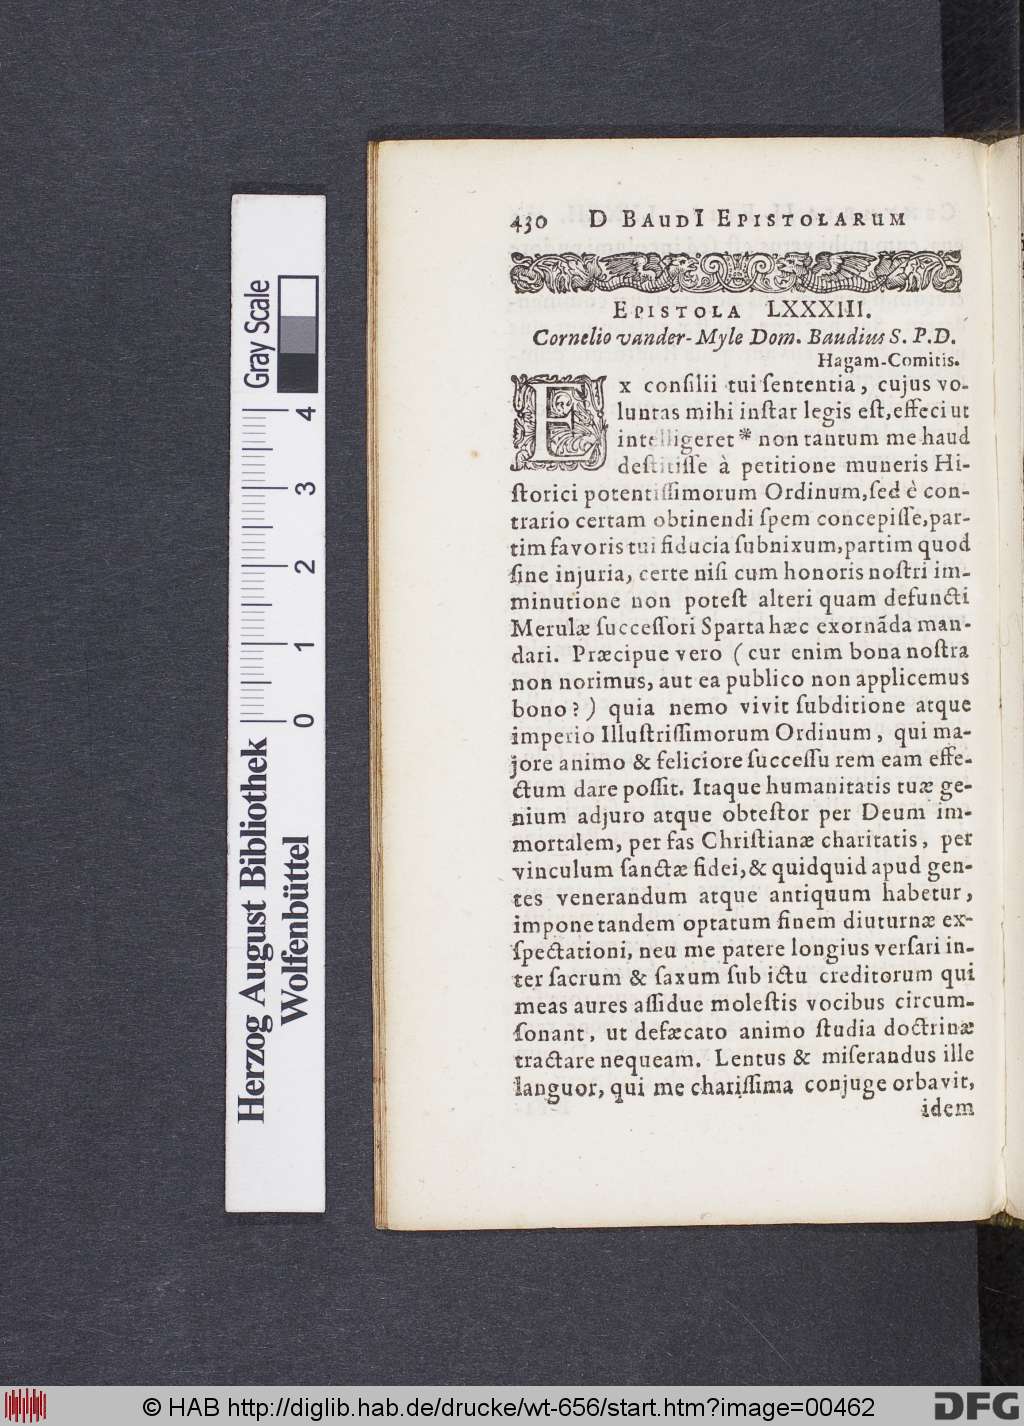 430 D BAUDI EPISTOLARUM
EPISTOLA LXXXIII.
Cornelio vander-Myle Dom. Baudius S. P.D.
Hagam-Comitis.
Ex conſilii tui ſententia, cujus vo-
luntas mihi inſtar legis eſt, effeci ut
intelligeret * non tantum me haud
deſtitiſſe à petitione muneris Hi-
ſtorici potentiſſimorum Ordinum, ſed è con-
trario certam obtinendi ſpem concepiſſe, par-
tim favoris tui fiducia ſubnixum, partim quod
ſine injuria, certe niſi cum honoris noſtri im-
minutione non poteſt alteri quam defuncti
Merulæ ſucceſſori Sparta hæc exornãda man-
dari. Præcipue vero ( cur enim bona noſtra
non norimus, aut ea publico non applicemus
bono ? ) quia nemo vivit ſubditione atque
imperio Illuſtriſſimorum Ordinum, qui ma-
jore animo & feliciore ſucceſſu rem eam effe-
ctum dare poſſit. Itaque humanitatis tuæ ge-
nium adjuro atque obteſtor per Deum im-
mortalem, per fas Chriſtianæ charitatis, per
vinculum ſanctæ fidei, & quidquid apud gen-
tes venerandum atque antiquum habetur,
impone tandem optatum finem diuturnæ ex-
ſpectationi, neu me patere longius verſari in-
ter ſacrum & ſaxum ſub ictu creditorum qui
meas aures aſſidue moleſtis vocibus circum-
ſonant, ut defæcato animo ſtudia doctrinæ
tractare nequeam. Lentus & miſerandus ille
languor, qui me chariſſima conjuge orbavit,
idem
Gray Scale
4 3 2 1 0
Herzog August Bibliothek
Wolfenbüttel
© HAB http://diglib.hab.de/drucke/wt-656/start.htm?image=00462
DFG